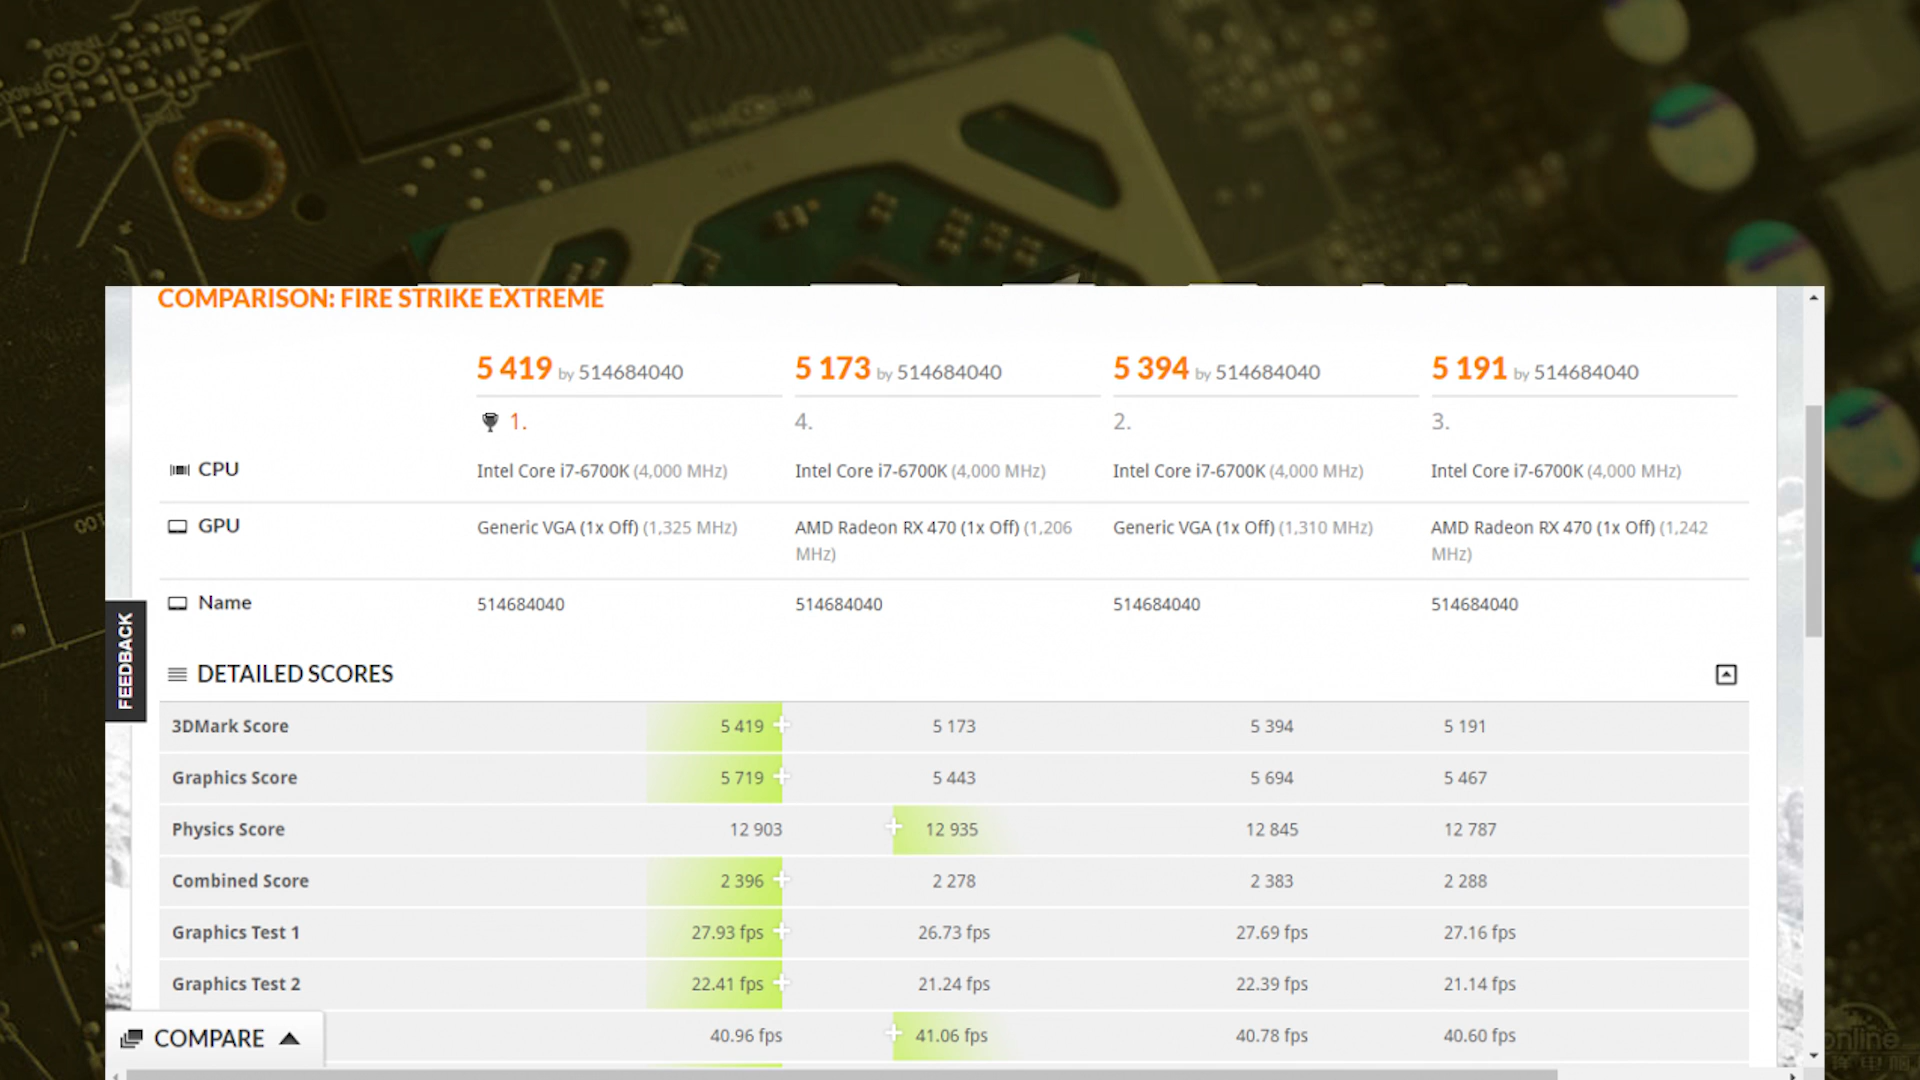 COMPARISON: FIRE STRIKE EXTREME
5 419 by 514684040 5 173 by 514684040 5 394 by 514684040 5 191 by 514684040
1. 4. 2. 3.
CPU Intel Core i7-6700K (4,000 MHz) Intel Core i7-6700K (4,000 MHz) Intel Core i7-6700K (4,000 MHz) Intel Core i7-6700K (4,000 MHz)
GPU Generic VGA (1x Off) (1,325 MHz) AMD Radeon RX 470 (1x Off) (1,206 Generic VGA (1x Off) (1,310 MHz) AMD Radeon RX 470 (1x Off) (1,242
MHz) MHz)
Name 514684040 514684040 514684040 514684040
FEEDBACK
DETAILED SCORES
3DMark Score 5 419 5 173 5 394 5 191
Graphics Score 5 719 5 443 5 694 5 467
Physics Score 12 903 12 935 12 845 12 787
Combined Score 2 396 2 278 2 383 2 288
Graphics Test 1 27.93 fps 26.73 fps 27.69 fps 27.16 fps
Graphics Test 2 22.41 fps 21.24 fps 22.39 fps 21.14 fps
COMPARE 40.96 fps 41.06 fps 40.78 fps 40.60 fps
online